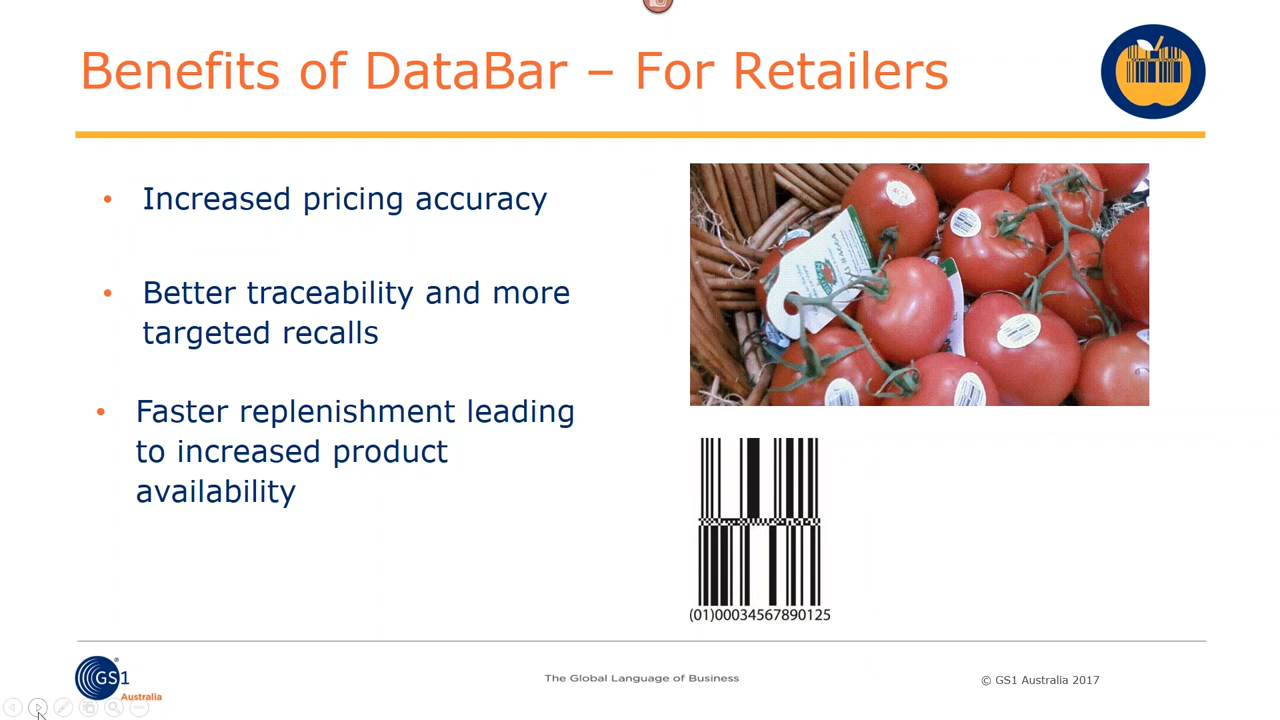 Benefits of DataBar – For Retailers
• Increased pricing accuracy
• Better traceability and more
targeted recalls
• Faster replenishment leading
to increased product
availability
(01)00034567890125
GS1
®
Australia
The Global Language of Business
© GS1 Australia 2017